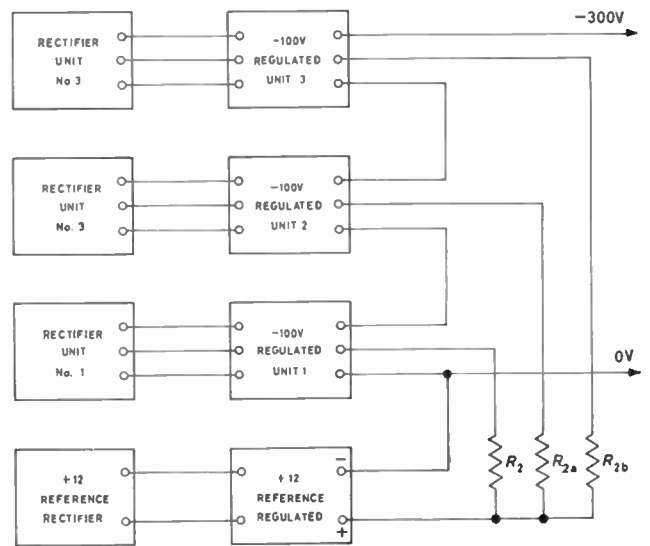 -300V
RECTIFIER
UNIT
No 3
-100V
REGULATED
UNIT 3
RECTIFIER
UNIT
No. 3
-100V
REGULATED
UNIT 2
RECTIFIER
UNIT
No. 1
-100V
REGULATED
UNIT 1
0V
+12
REFERENCE
RECTIFIER
+12
REFERENCE
REGULATED
-
+
R2
R2a
R2b